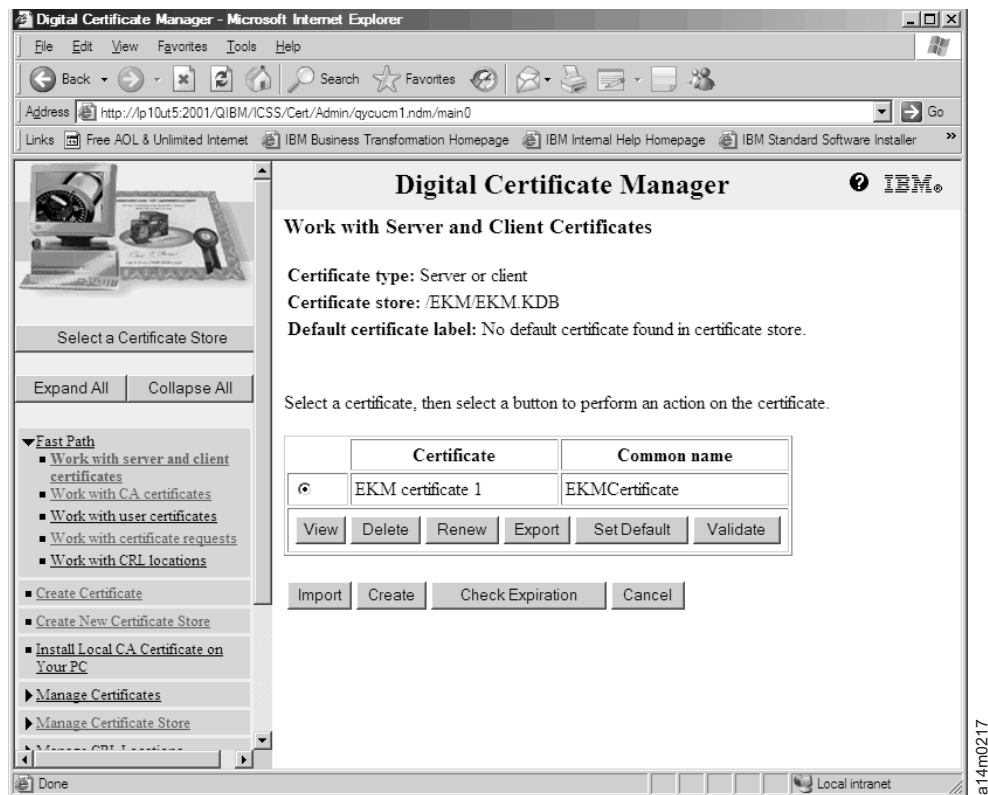 Digital Certificate Manager - Microsoft Internet Explorer
File Edit View Favorites Tools Help
Back Search Favorites
Address http://lp10ut5:2001/QIBM/ICSS/Cert/Admin/qycucm1.ndm/main0 Go
Links Free AOL & Unlimited Internet IBM Business Transformation Homepage IBM Internal Help Homepage IBM Standard Software Installer »
Select a Certificate Store
Expand All Collapse All
Fast Path
Work with server and client
certificates
Work with CA certificates
Work with user certificates
Work with certificate requests
Work with CRL locations
Create Certificate
Create New Certificate Store
Install Local CA Certificate on
Your PC
Manage Certificates
Manage Certificate Store
Manage CRL Locations
Digital Certificate Manager
? IBM®
Work with Server and Client Certificates
Certificate type: Server or client
Certificate store: /EKM/EKM.KDB
Default certificate label: No default certificate found in certificate store.
Select a certificate, then select a button to perform an action on the certificate.
Certificate Common name
EKM certificate 1 EKMCertificate
View Delete Renew Export Set Default Validate
Import Create Check Expiration Cancel
Done Local intranet
a14m0217